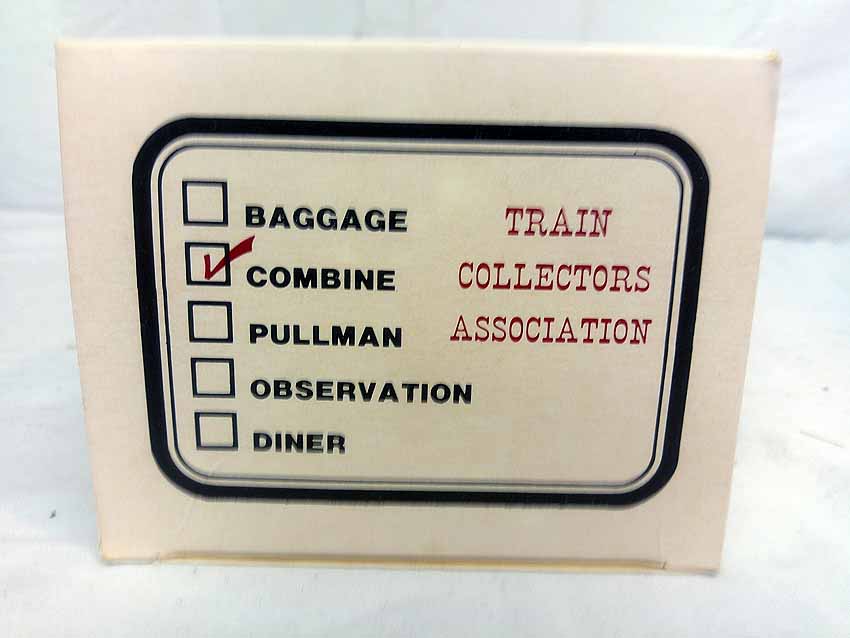 BAGGAGE
COMBINE
PULLMAN
OBSERVATION
DINER
TRAIN
COLLECTORS
ASSOCIATION